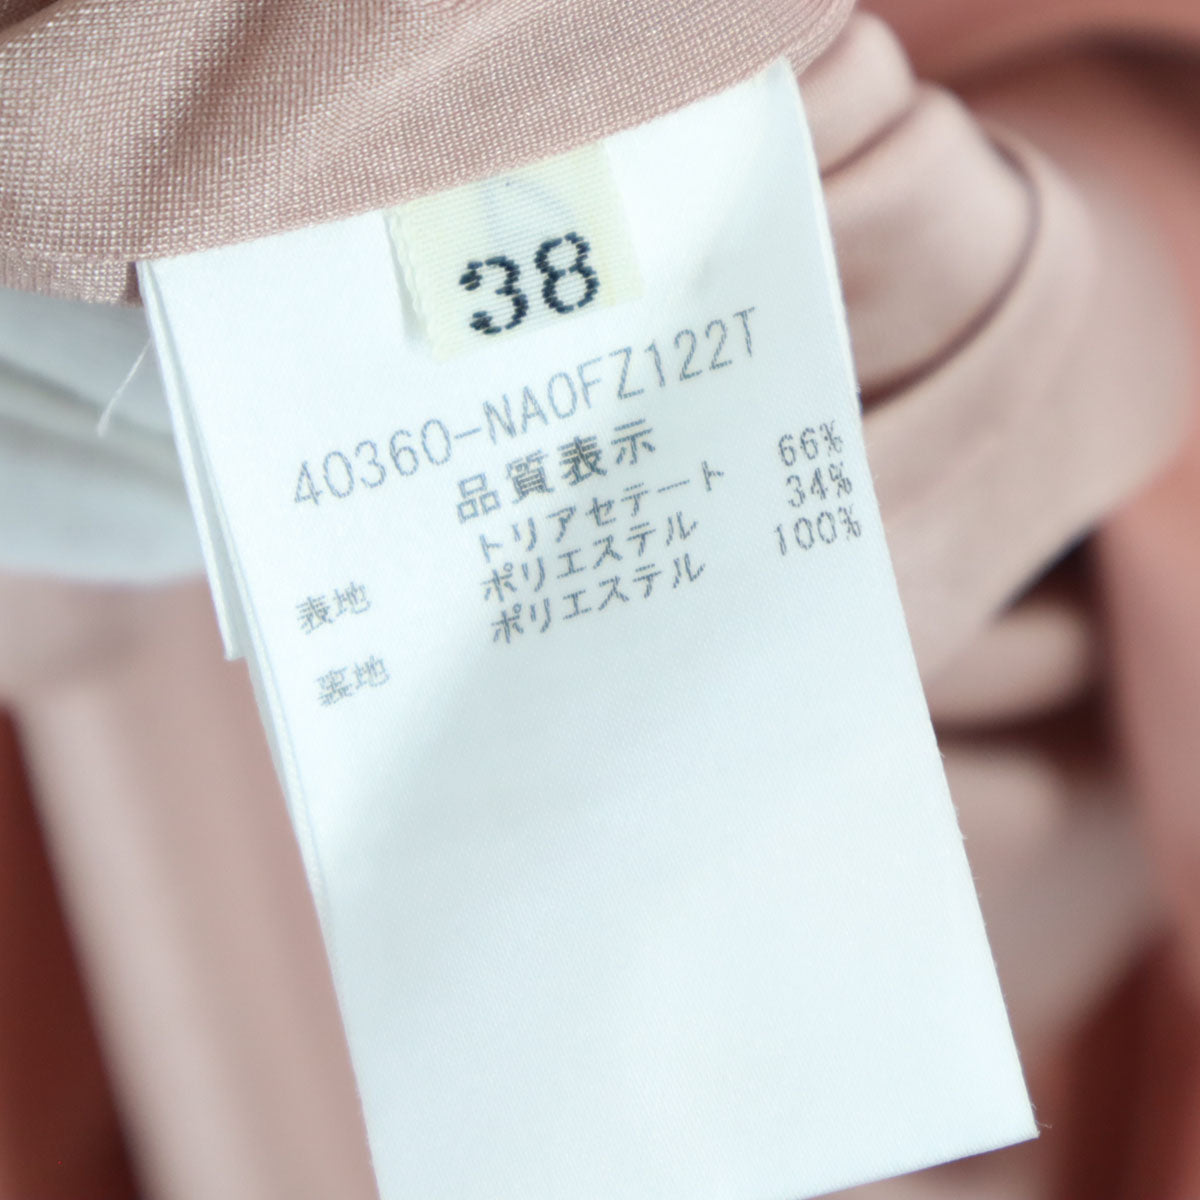 38
40360-NA0FZ122T
品質表示
表地 トリアセテート 66%
ポリエステル 34%
裏地 ポリエステル 100%